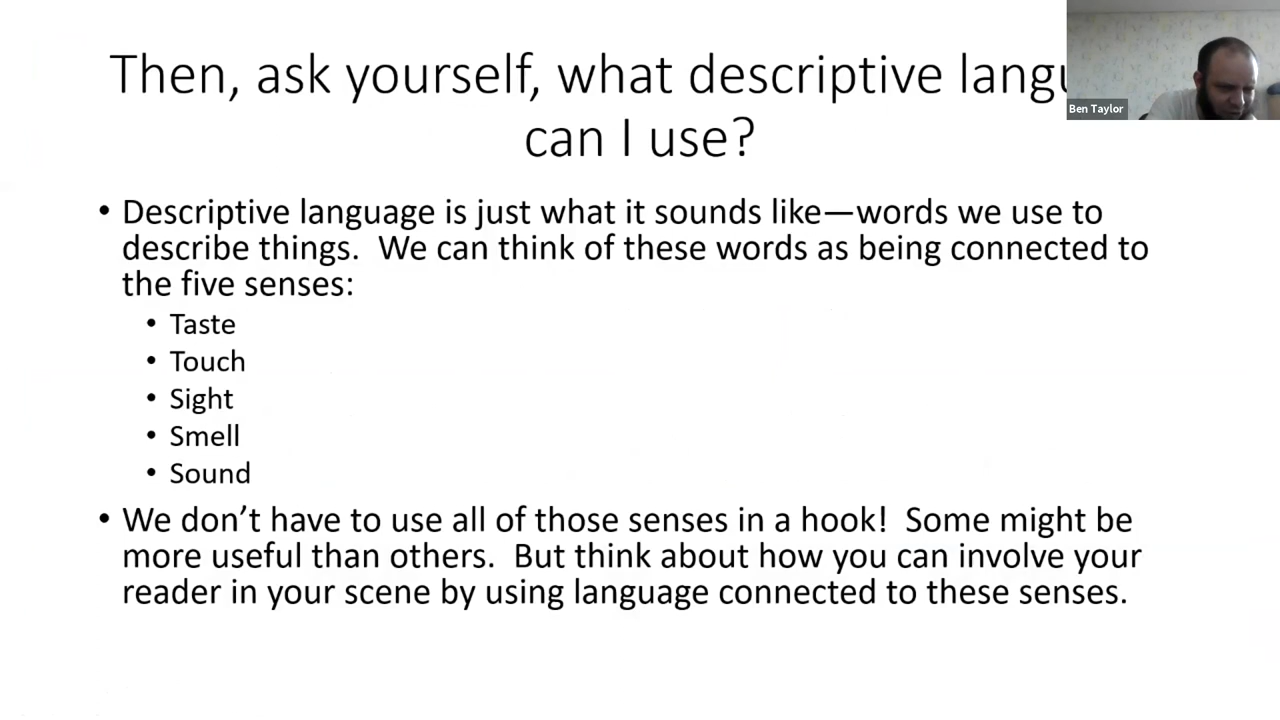 Then, ask yourself, what descriptive
can I use?
Ben Taylor
• Descriptive language is just what it sounds like—words we use to
describe things.  We can think of these words as being connected to
the five senses:
• Taste
• Touch
• Sight
• Smell
• Sound
• We don’t have to use all of those senses in a hook!  Some might be
more useful than others.  But think about how you can involve your
reader in your scene by using language connected to these senses.